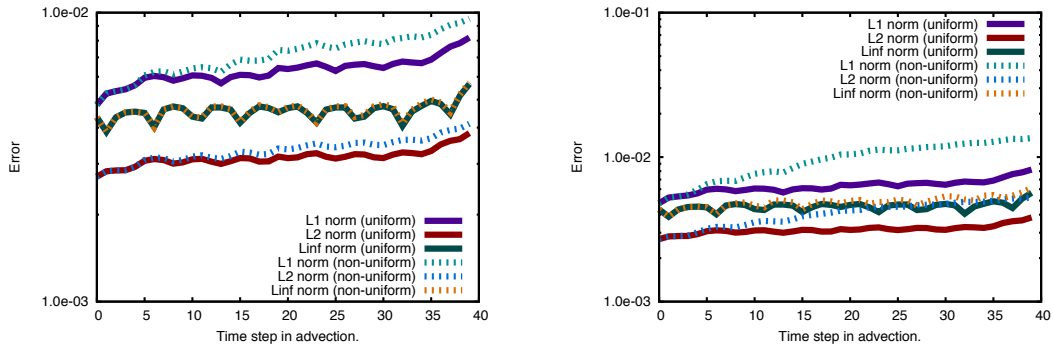 1.0e-02
Error
1.0e-03
L1 norm (uniform)
L2 norm (uniform)
Linf norm (uniform)
L1 norm (non-uniform)
L2 norm (non-uniform)
Linf norm (non-uniform)
0 5 10 15 20 25 30 35 40
Time step in advection.
1.0e-01
L1 norm (uniform)
L2 norm (uniform)
Linf norm (uniform)
L1 norm (non-uniform)
L2 norm (non-uniform)
Linf norm (non-uniform)
Error
1.0e-02
1.0e-03
0 5 10 15 20 25 30 35 40
Time step in advection.